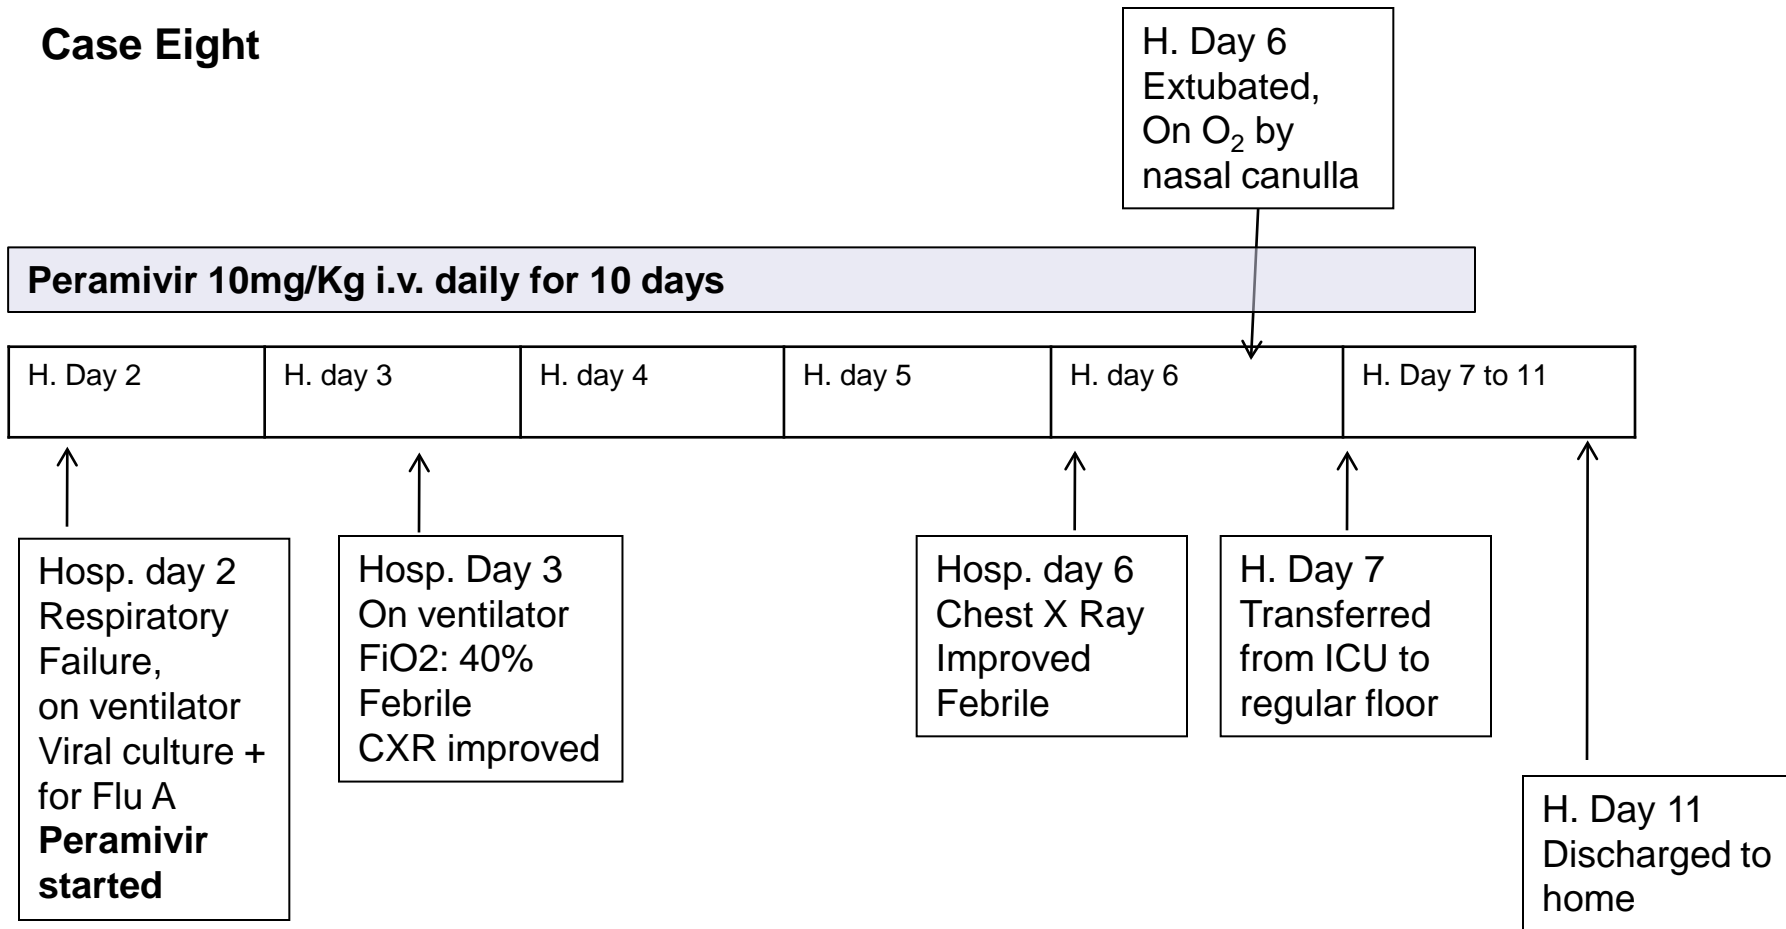 Case Eight
H. Day 6
Extubated,
On O₂ by
nasal canulla
Peramivir 10mg/Kg i.v. daily for 10 days
H. Day 2
H. day 3
H. day 4
H. day 5
H. day 6
H. Day 7 to 11
Hosp. day 2
Respiratory
Failure,
on ventilator
Viral culture +
for Flu A
Peramivir
started
Hosp. Day 3
On ventilator
FiO2: 40%
Febrile
CXR improved
Hosp. day 6
Chest X Ray
Improved
Febrile
H. Day 7
Transferred
from ICU to
regular floor
H. Day 11
Discharged to
home